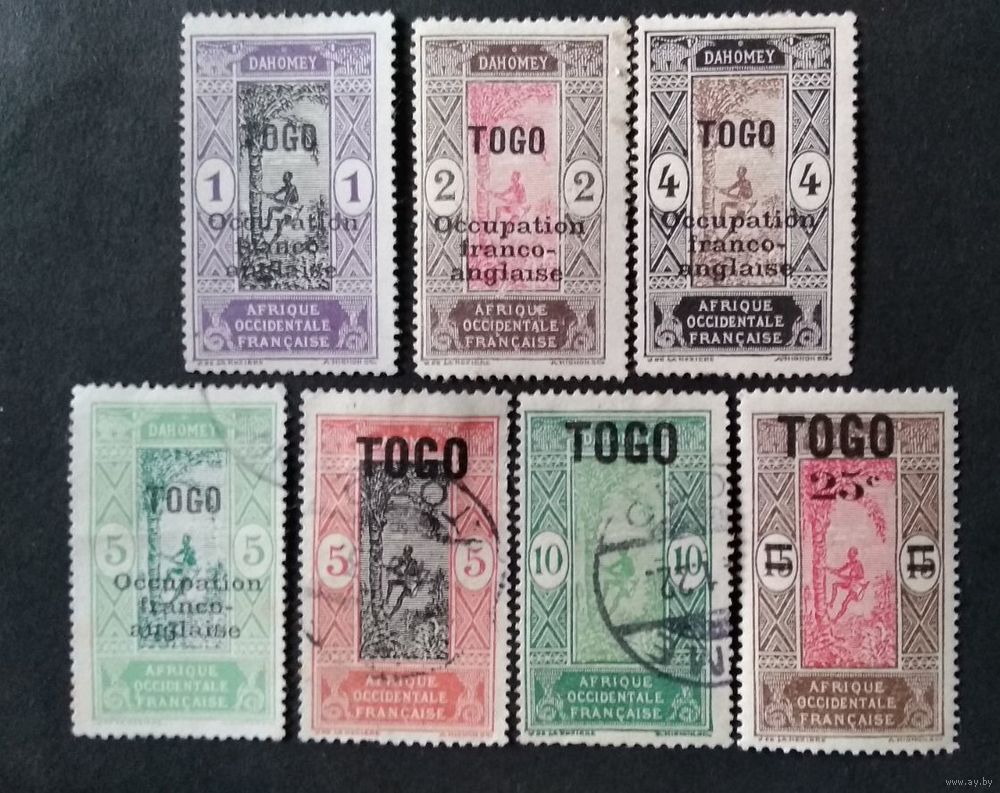 DAHOMEY
TOGO
1 1
Occupation
franco-
anglaise
AFRIQUE
OCCIDENTALE
FRANÇAISE
DAHOMEY
TOGO
2 2
Occupation
franco-
anglaise
AFRIQUE
OCCIDENTALE
FRANÇAISE
DAHOMEY
TOGO
4 4
Occupation
franco-
anglaise
AFRIQUE
OCCIDENTALE
FRANÇAISE
DAHOMEY
TOGO
5 5
Occupation
franco-
anglaise
AFRIQUE
OCCIDENTALE
FRANÇAISE
TOGO
5 5
AFRIQUE
OCCIDENTALE
FRANÇAISE
TOGO
10 10
AFRIQUE
OCCIDENTALE
FRANÇAISE
TOGO
25c
15 15
AFRIQUE
OCCIDENTALE
FRANÇAISE
www.ay.by